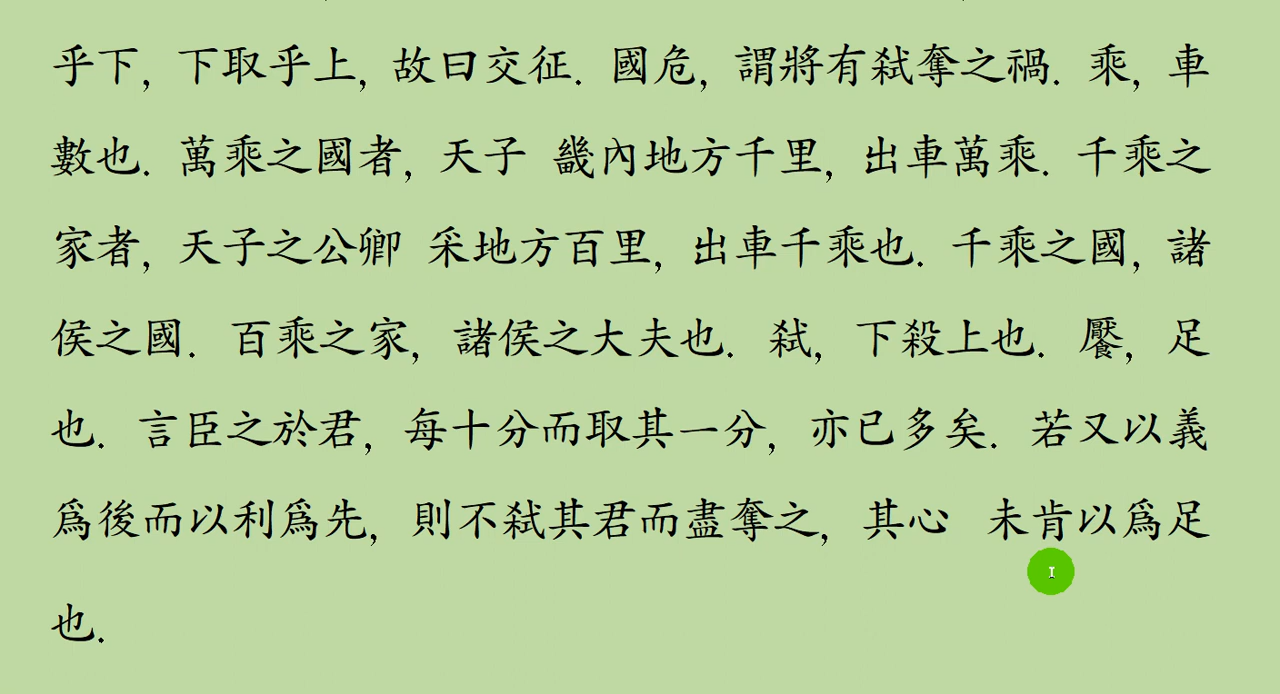 乎下, 下取乎上, 故曰交征. 國危, 謂將有弑奪之禍. 乘, 車
數也. 萬乘之國者, 天子 畿內地方千里, 出車萬乘. 千乘之
家者, 天子之公卿 采地方百里, 出車千乘也. 千乘之國, 諸
侯之國. 百乘之家, 諸侯之大夫也. 弑, 下殺上也. 饜, 足
也. 言臣之於君, 每十分而取其一分, 亦已多矣. 若又以義
爲後而以利爲先, 則不弑其君而盡奪之, 其心 未肯以爲足
也.